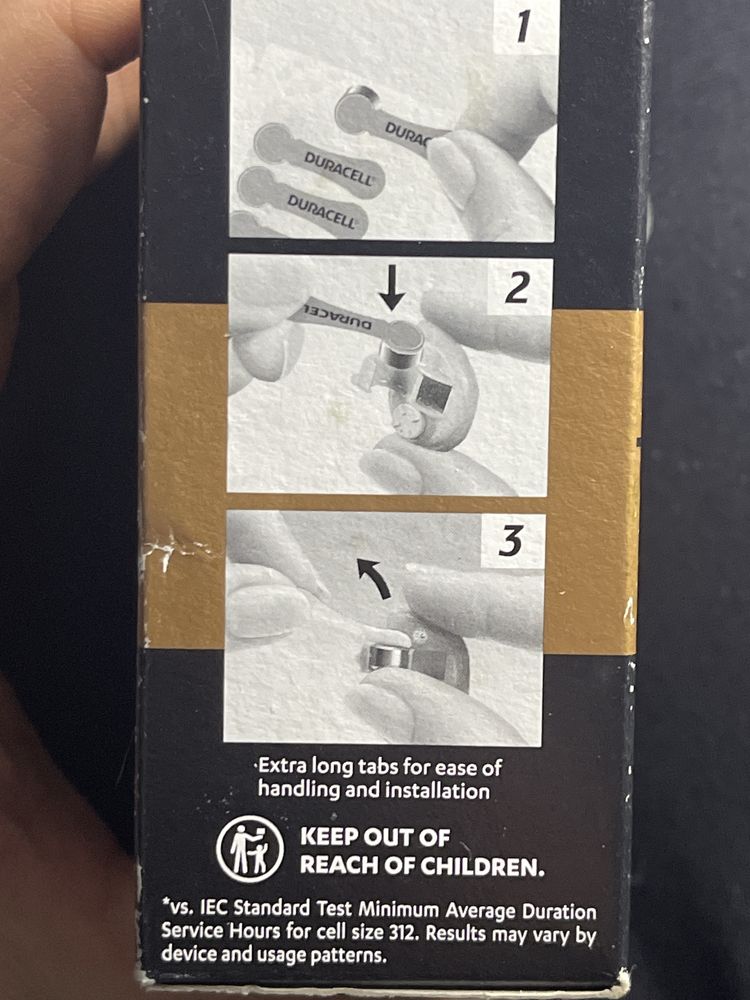 1
DURAC
DURACELL
DURACELL
2
DURACEL
3
·Extra long tabs for ease of
handling and installation
KEEP OUT OF
REACH OF CHILDREN.
*vs. IEC Standard Test Minimum Average Duration
Service Hours for cell size 312. Results may vary by
device and usage patterns.